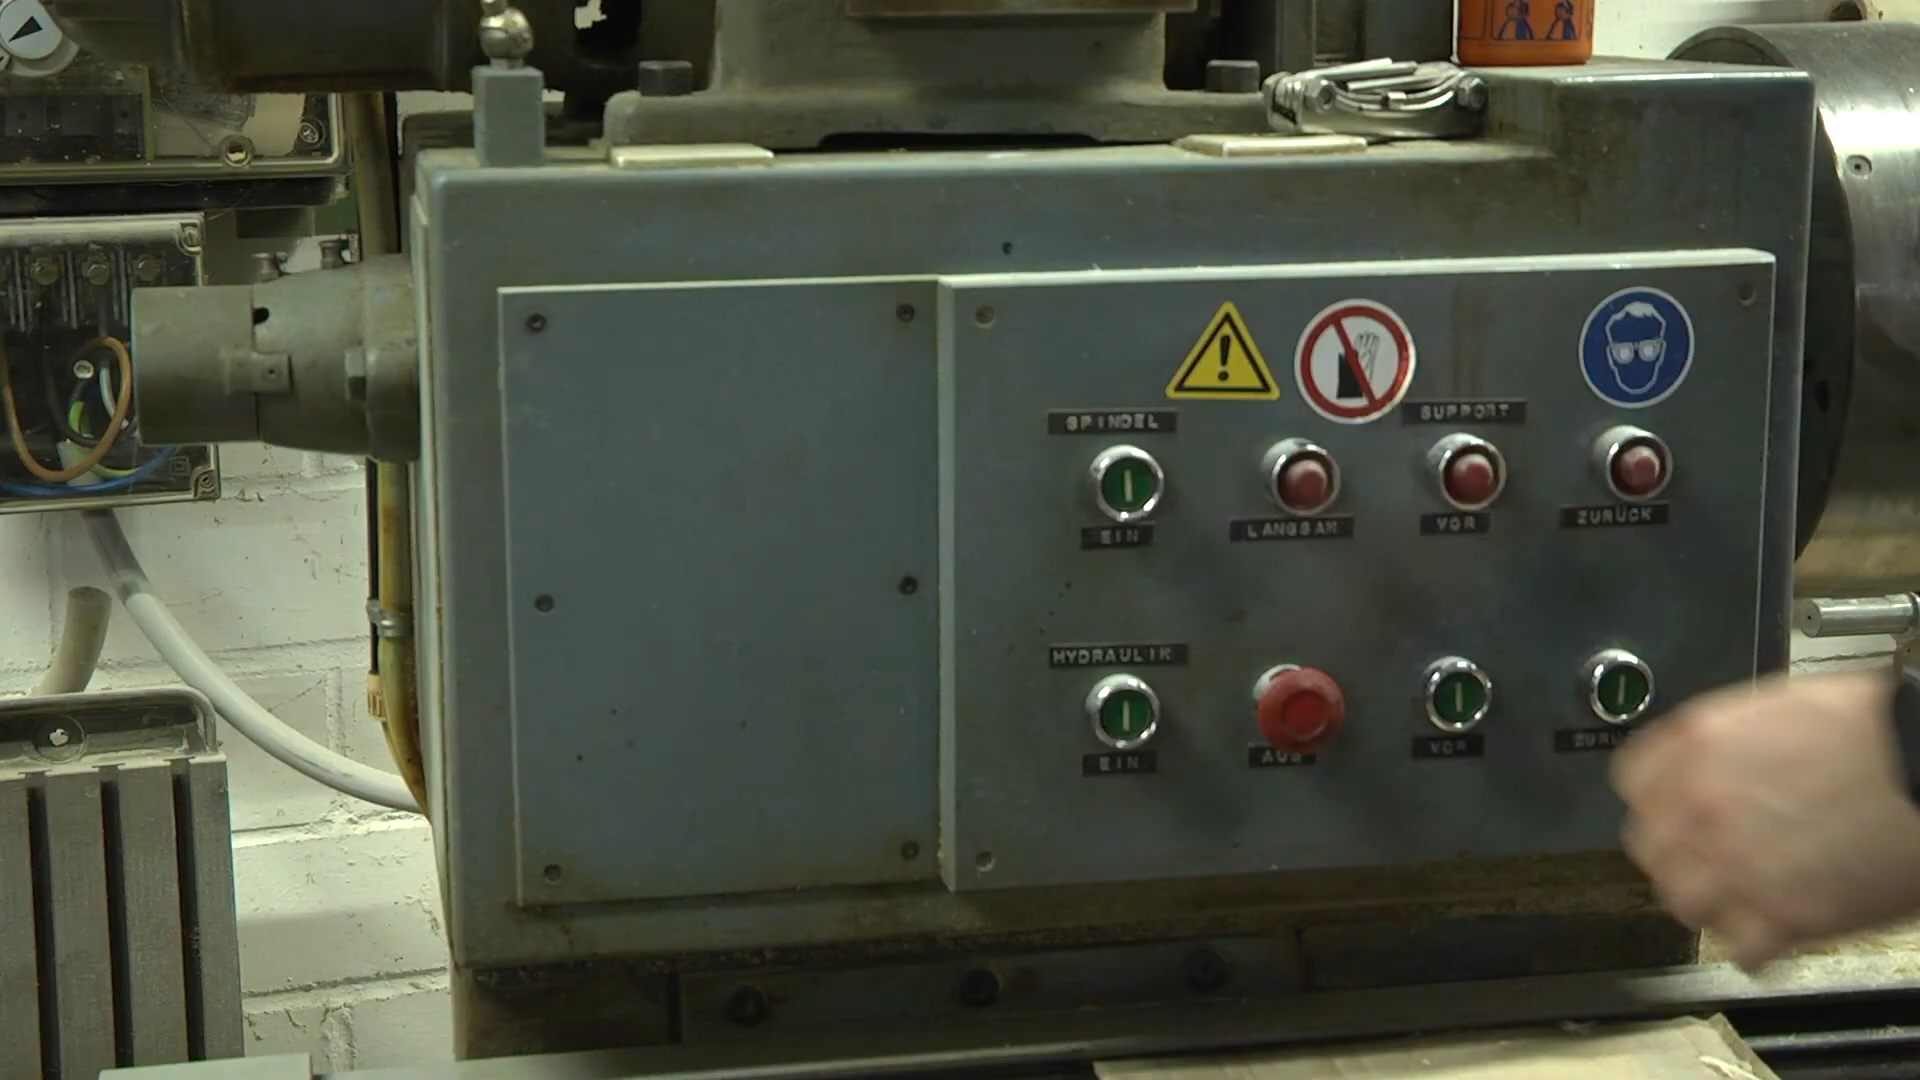 SPINDEL
SUPPORT
EIN
LANGSAM
VOR
ZURÜCK
HYDRAULIK
EIN
AUS
VOR